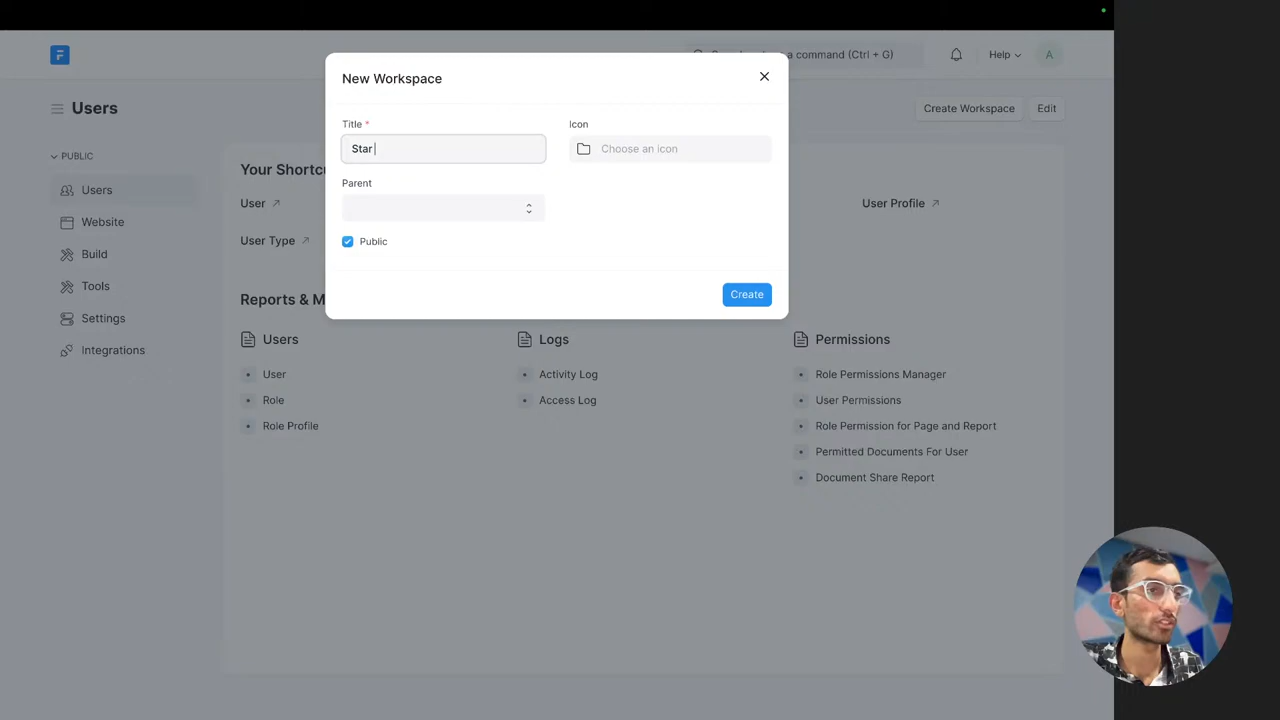 New Workspace
a command (Ctrl + G)
Help
A
Users
Create Workspace
Edit
PUBLIC
Users
Website
Build
Tools
Settings
Integrations
Title *
Star
Icon
Choose an icon
Parent
Public
Create
Your Shortcu
User
User Profile
User Type
Reports & M
Users
User
Role
Role Profile
Logs
Activity Log
Access Log
Permissions
Role Permissions Manager
User Permissions
Role Permission for Page and Report
Permitted Documents For User
Document Share Report